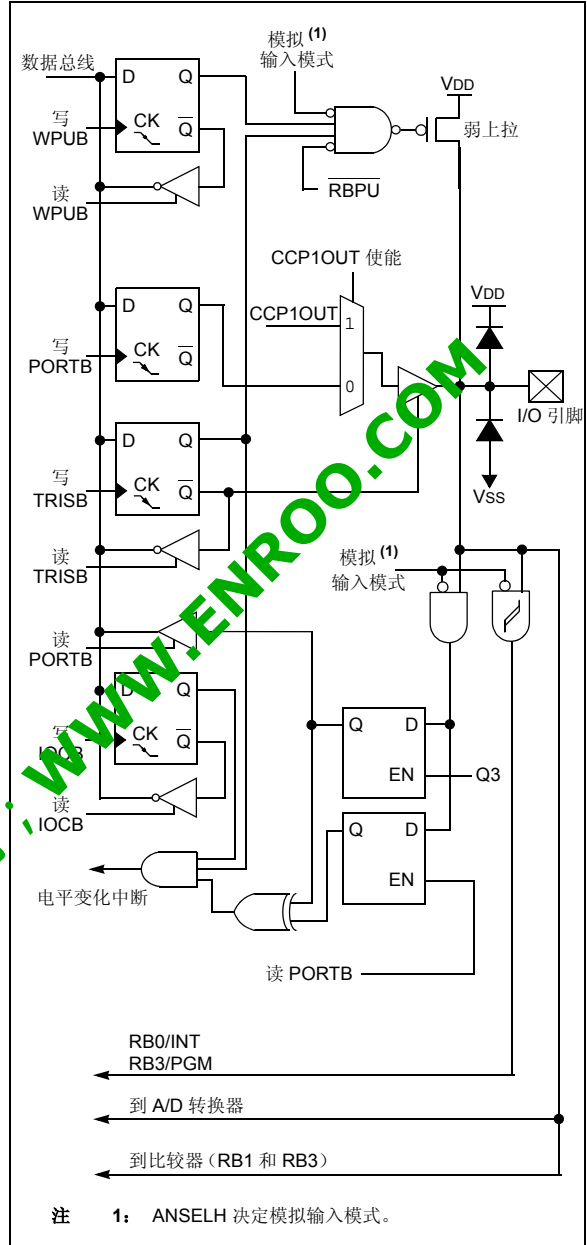 模拟 (1)
输入模式
数据总线
D Q
VDD
写
WPUB
CK Q
弱上拉
读
WPUB
RBPU
CCP1OUT 使能
D Q
CCP1OUT
1
VDD
写
PORTB
CK Q
0
I/O 引脚
D Q
写
TRISB
CK Q
VSS
读
TRISB
模拟 (1)
输入模式
读
PORTB
D Q
Q D
写
IOCB
CK Q
EN
Q3
读
IOCB
Q D
EN
电平变化中断
读 PORTB
RB0/INT
RB3/PGM
到 A/D 转换器
到比较器（RB1 和 RB3）
注 1: ANSELH 决定模拟输入模式。
WWW.ENROO.COM